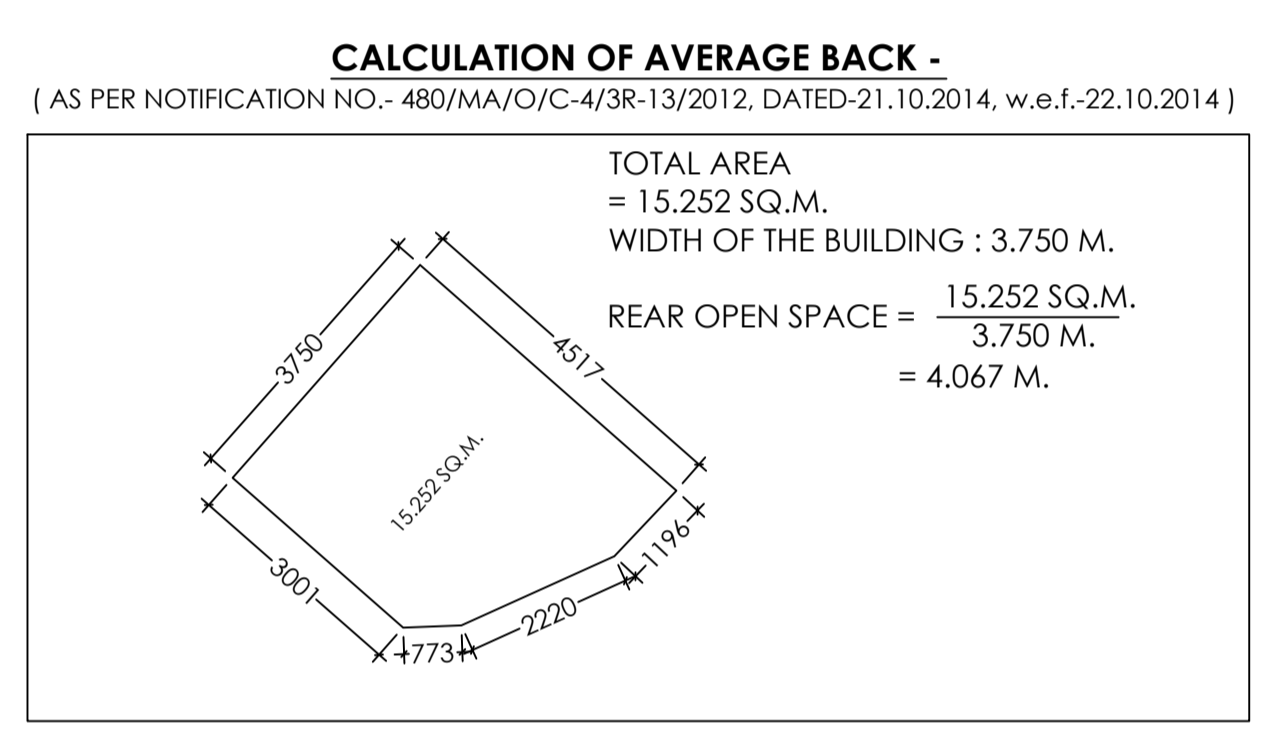 CALCULATION OF AVERAGE BACK -
( AS PER NOTIFICATION NO.- 480/MA/O/C-4/3R-13/2012, DATED-21.10.2014, w.e.f.-22.10.2014 )
TOTAL AREA
= 15.252 SQ.M.
WIDTH OF THE BUILDING : 3.750 M.
REAR OPEN SPACE = 15.252 SQ.M.
3.750 M.
= 4.067 M.
3750
4517
15.252 SQ.M.
3001
773
2220
1196